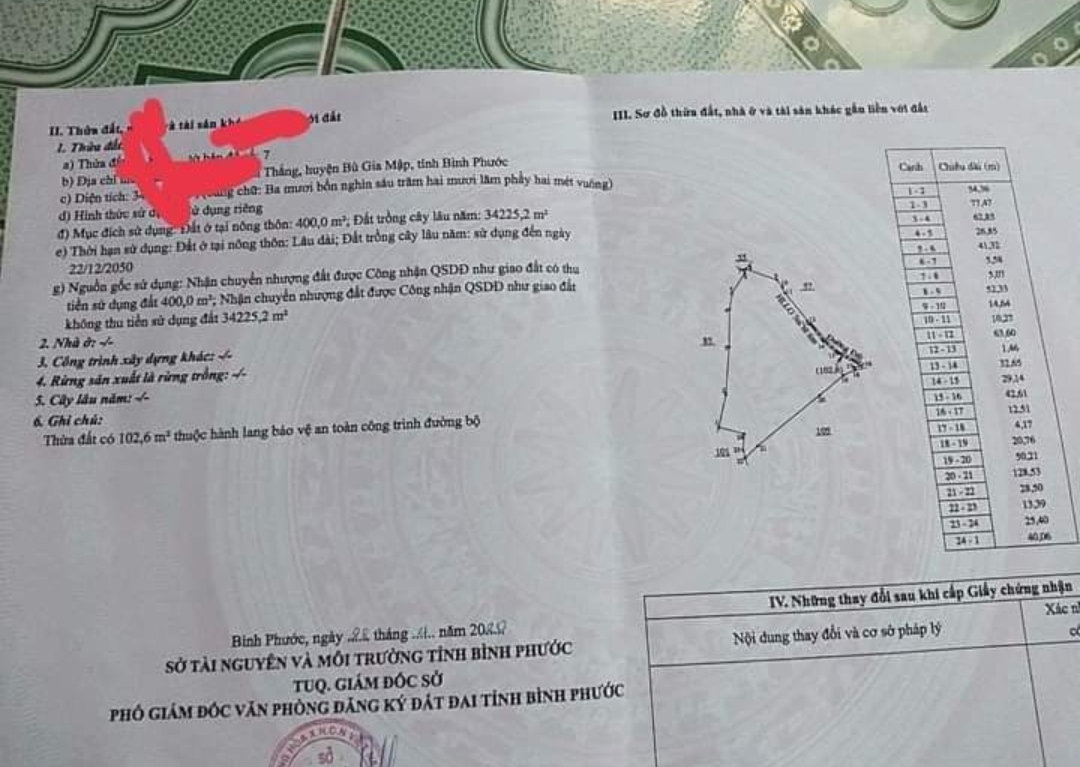 II. Thửa đất, à tài sản kh ới đất
1. Thửa đất
a) Thửa đ 7
b) Địa chỉ Thắng, huyện Bù Gia Mập, tỉnh Bình Phước
c) Diện tích: 34 chữ: Ba mươi bốn nghìn sáu trăm hai mươi lăm phẩy hai mét vuông)
d) Hình thức sử dụng riêng
đ) Mục đích sử dụng: Đất ở tại nông thôn: 400,0 m²; Đất trồng cây lâu năm: 34225,2 m²
e) Thời hạn sử dụng: Đất ở tại nông thôn: Lâu dài; Đất trồng cây lâu năm: sử dụng đến ngày
22/12/2050
g) Nguồn gốc sử dụng: Nhận chuyển nhượng đất được Công nhận QSDĐ như giao đất có thu
tiền sử dụng đất 400,0 m²; Nhận chuyển nhượng đất được Công nhận QSDĐ như giao đất
không thu tiền sử dụng đất 34225,2 m²
2. Nhà ở: -/-
3. Công trình xây dựng khác: -/-
4. Rừng sản xuất là rừng trồng: -/-
5. Cây lâu năm: -/-
6. Ghi chú:
Thửa đất có 102,6 m² thuộc hành lang bảo vệ an toàn công trình đường bộ
Bình Phước, ngày tháng năm 20
SỞ TÀI NGUYÊN VÀ MÔI TRƯỜNG TỈNH BÌNH PHƯỚC
TUQ. GIÁM ĐỐC SỞ
PHÓ GIÁM ĐỐC VĂN PHÒNG ĐĂNG KÝ ĐẤT ĐAI TỈNH BÌNH PHƯỚC
SỞ
III. Sơ đồ thửa đất, nhà ở và tài sản khác gắn liền với đất
Cạnh Chiều dài (m)
1 - 2 54,36
2 - 3 77,47
3 - 4 62,85
4 - 5 26,85
5 - 6 41,32
6 - 7 5,58
7 - 8 5,01
8 - 9 52,35
9 - 10 14,64
10 - 11 10,27
11 - 12 63,60
12 - 13 1,46
13 - 14 32,65
14 - 15 29,14
15 - 16 42,61
16 - 17 12,51
17 - 18 4,17
18 - 19 20,76
19 - 20 50,21
20 - 21 128,53
21 - 22 28,50
22 - 23 13,39
23 - 24 25,40
24 - 1 40,06
102
101
IV. Những thay đổi sau khi cấp Giấy chứng nhận
Nội dung thay đổi và cơ sở pháp lý
Xác n
c